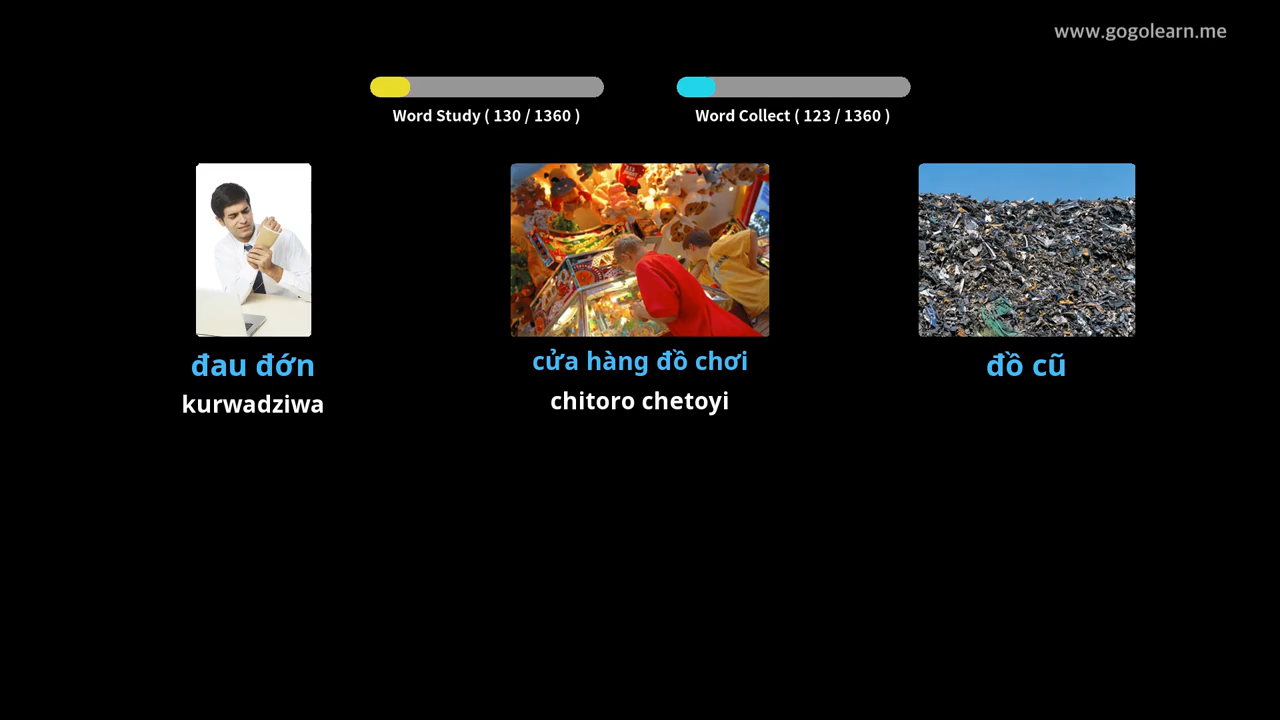 www.gogolearn.me
Word Study ( 130 / 1360 )
Word Collect ( 123 / 1360 )
đau đớn
kurwadziwa
cửa hàng đồ chơi
chitoro chetoyi
đồ cũ